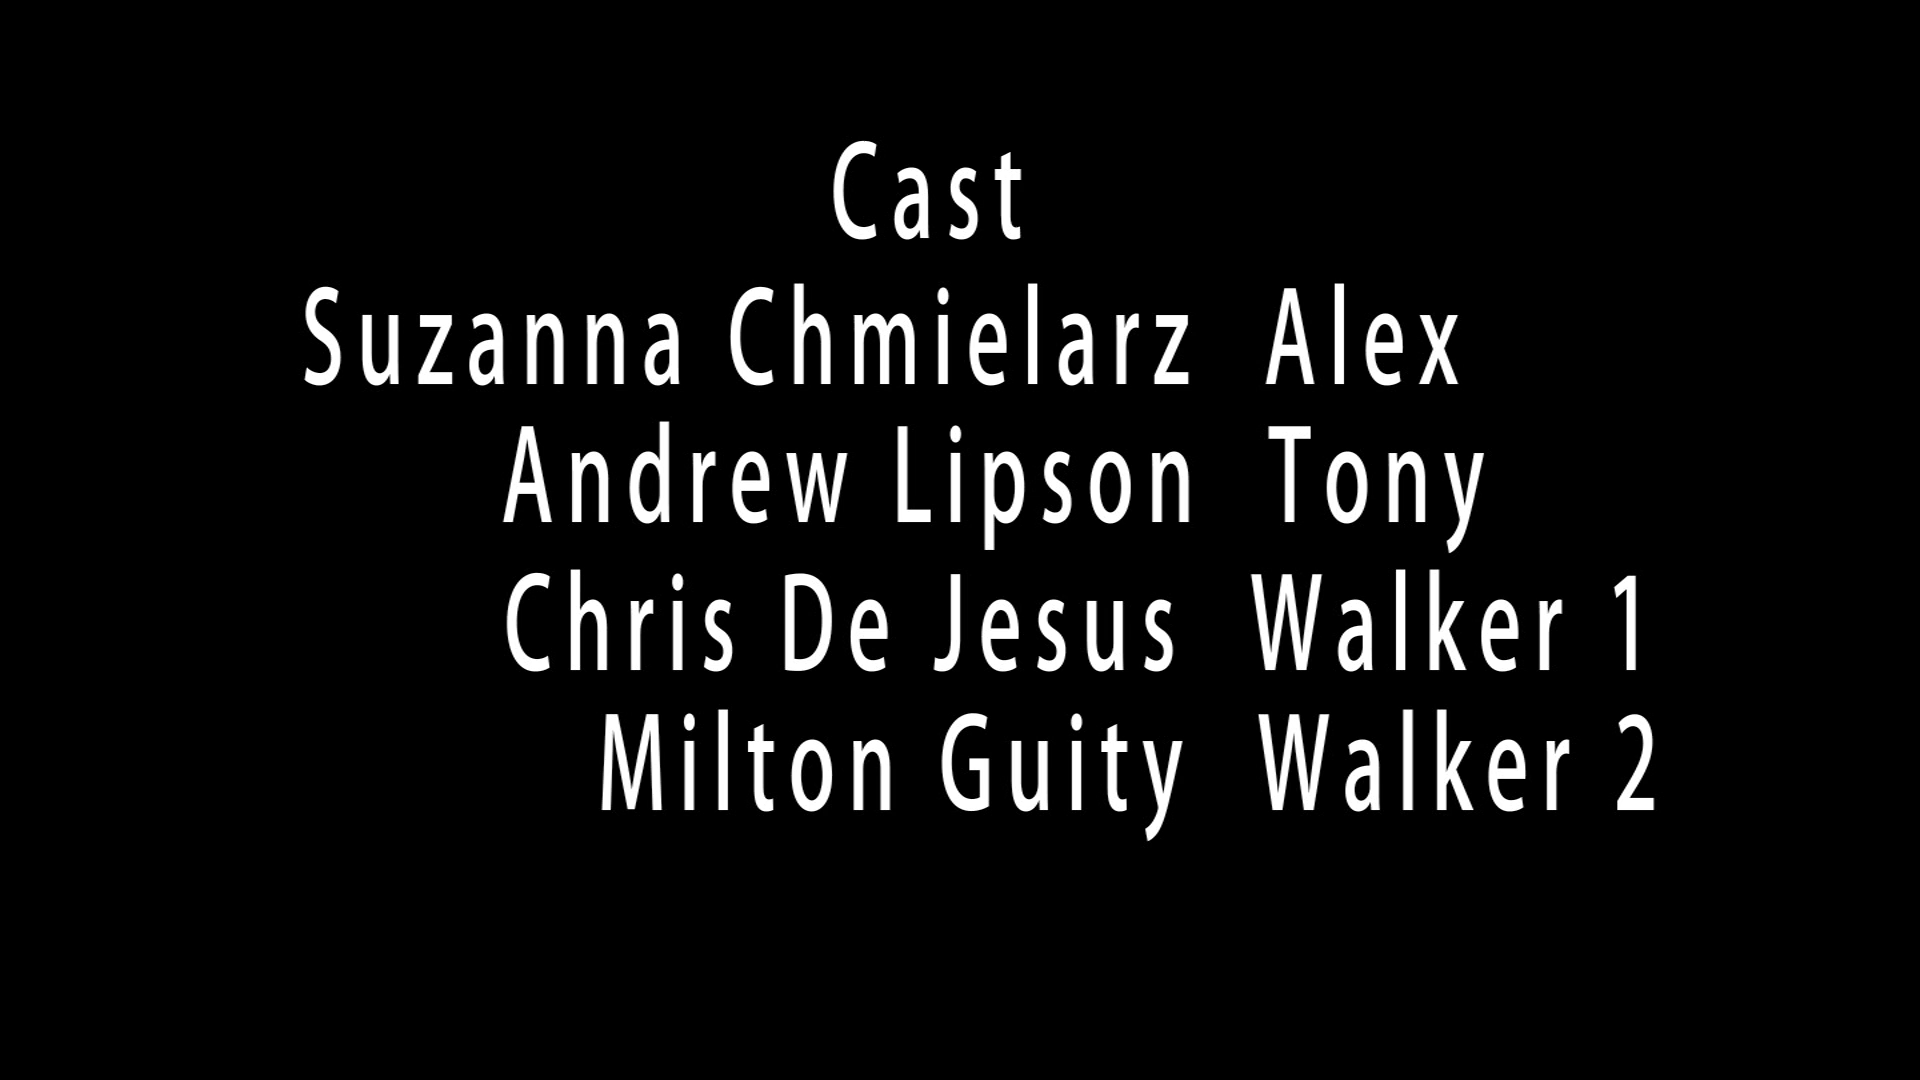 Cast
Suzanna Chmielarz Alex
Andrew Lipson Tony
Chris De Jesus Walker 1
Milton Guity Walker 2